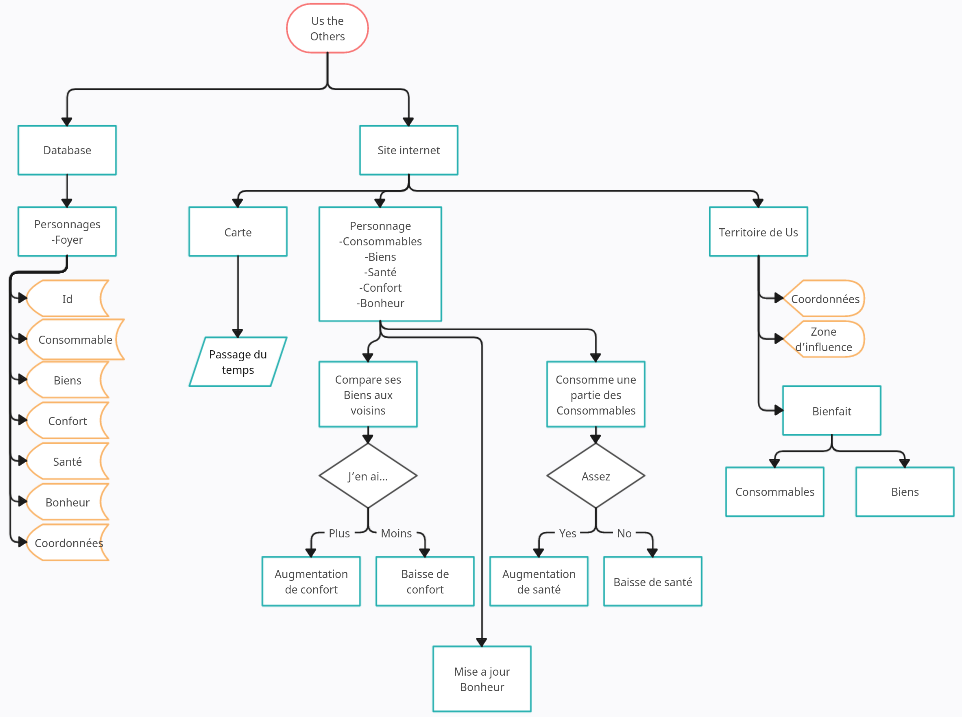 Us the
Others
Database
Site internet
Personnages
-Foyer
Carte
Personnage
-Consommables
-Biens
-Santé
-Confort
-Bonheur
Territoire de Us
Id
Consommable
Biens
Confort
Santé
Bonheur
Coordonnées
Passage du
temps
Compare ses
Biens aux
voisins
Consomme une
partie des
Consommables
Coordonnées
Zone
d'influence
Bienfait
Consommables
Biens
J'en ai...
Assez
Plus
Moins
Yes
No
Augmentation
de confort
Baisse de
confort
Augmentation
de santé
Baisse de santé
Mise a jour
Bonheur